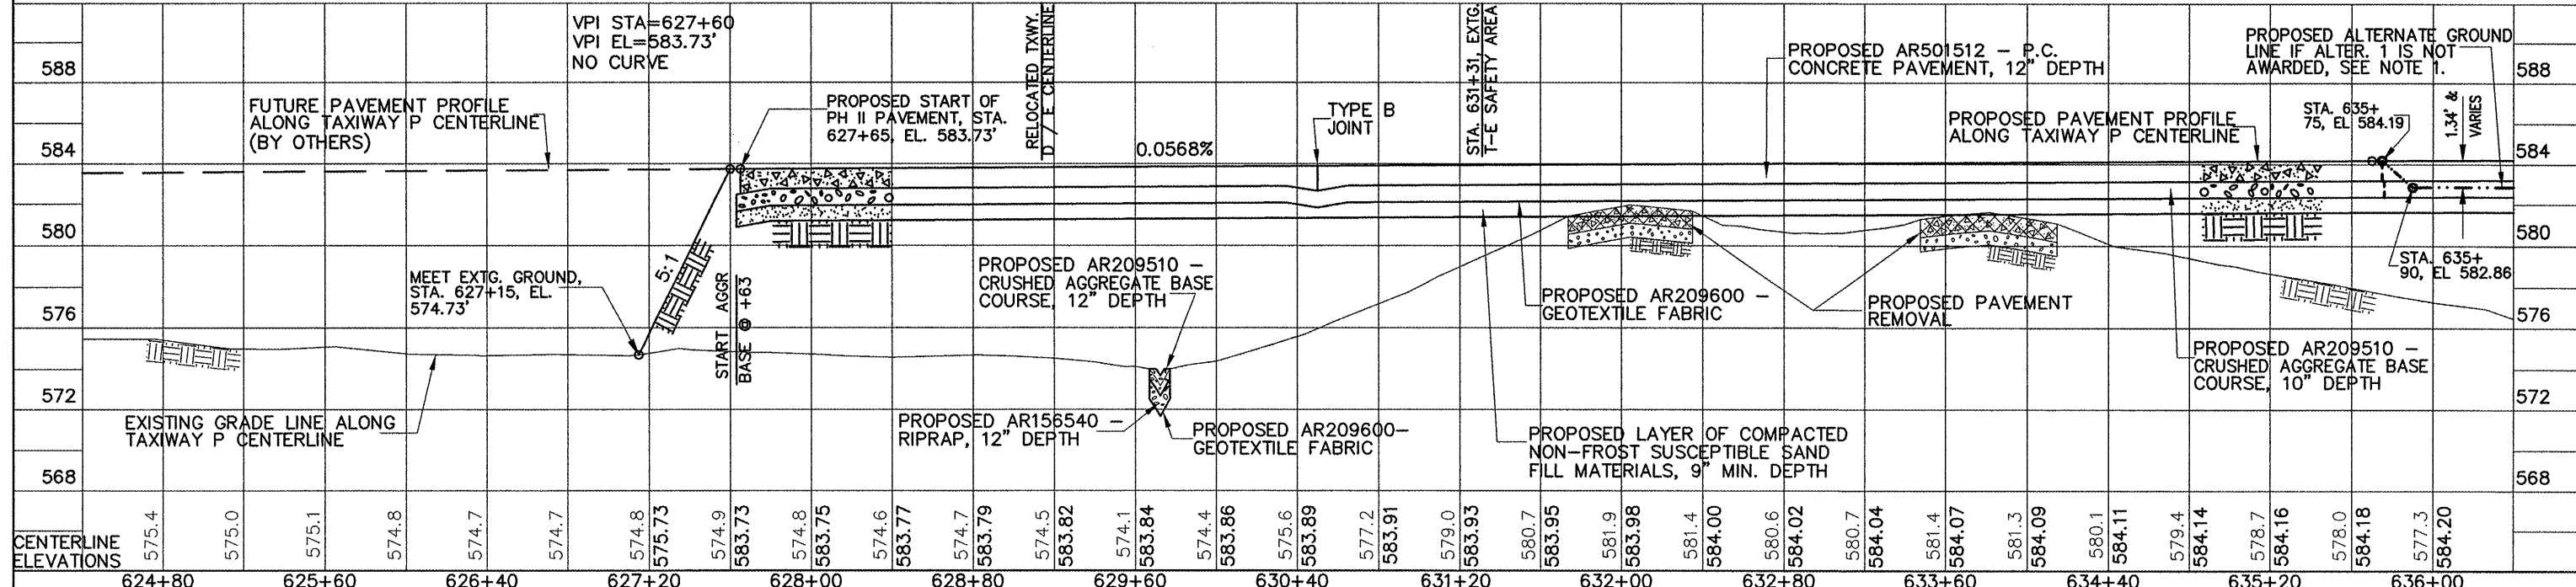 VPI STA=627+60
VPI EL=583.73'
NO CURVE
FUTURE PAVEMENT PROFILE
ALONG TAXIWAY P CENTERLINE
(BY OTHERS)
PROPOSED START OF
PH II PAVEMENT, STA.
627+65, EL. 583.73'
RELOCATED TXWY.
D / E CENTERLINE
0.0568%
TYPE B
JOINT
STA. 631+31, EXTG.
T-E SAFETY AREA
PROPOSED AR501512 – P.C.
CONCRETE PAVEMENT, 12" DEPTH
PROPOSED PAVEMENT PROFILE
ALONG TAXIWAY P CENTERLINE
PROPOSED ALTERNATE GROUND
LINE IF ALTER. 1 IS NOT
AWARDED, SEE NOTE 1.
STA. 635+
75, EL 584.19
1.34' &
VARIES
STA. 635+
90, EL 582.86
MEET EXTG. GROUND,
STA. 627+15, EL.
574.73'
5:1
START AGGR
BASE @ +63
PROPOSED AR209510 –
CRUSHED AGGREGATE BASE
COURSE, 12" DEPTH
PROPOSED AR209600 –
GEOTEXTILE FABRIC
PROPOSED PAVEMENT
REMOVAL
PROPOSED AR209510 –
CRUSHED AGGREGATE BASE
COURSE, 10" DEPTH
EXISTING GRADE LINE ALONG
TAXIWAY P CENTERLINE
PROPOSED AR156540 –
RIPRAP, 12" DEPTH
PROPOSED AR209600–
GEOTEXTILE FABRIC
PROPOSED LAYER OF COMPACTED
NON-FROST SUSCEPTIBLE SAND
FILL MATERIALS, 9" MIN. DEPTH
588
584
580
576
572
568
588
584
580
576
572
568
CENTERLINE
ELEVATIONS
575.4
575.0
575.1
574.8
574.7
574.7
574.8
575.73
574.9
583.73
574.8
583.75
574.6
583.77
574.7
583.79
574.5
583.82
574.1
583.84
574.4
583.86
575.6
583.89
577.2
583.91
579.0
583.93
580.7
583.95
581.9
583.98
581.4
584.00
580.6
584.02
580.7
584.04
581.4
584.07
581.3
584.09
580.1
584.11
579.4
584.14
578.7
584.16
578.0
584.18
577.3
584.20
624+80
625+60
626+40
627+20
628+00
628+80
629+60
630+40
631+20
632+00
632+80
633+60
634+40
635+20
636+00